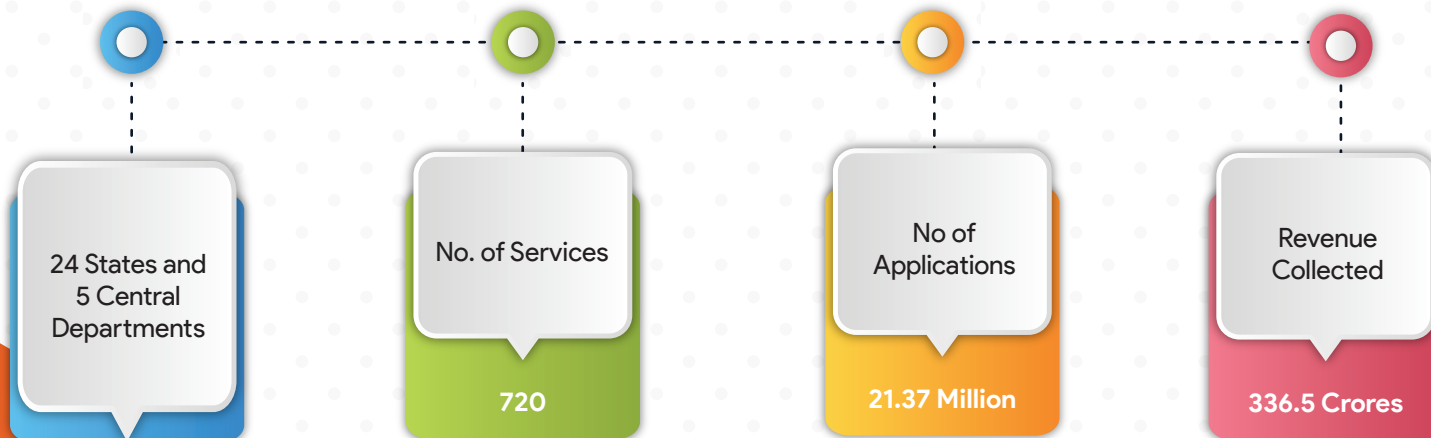 24 States and
5 Central
Departments
No. of Services
720
No of
Applications
21.37 Million
Revenue
Collected
336.5 Crores